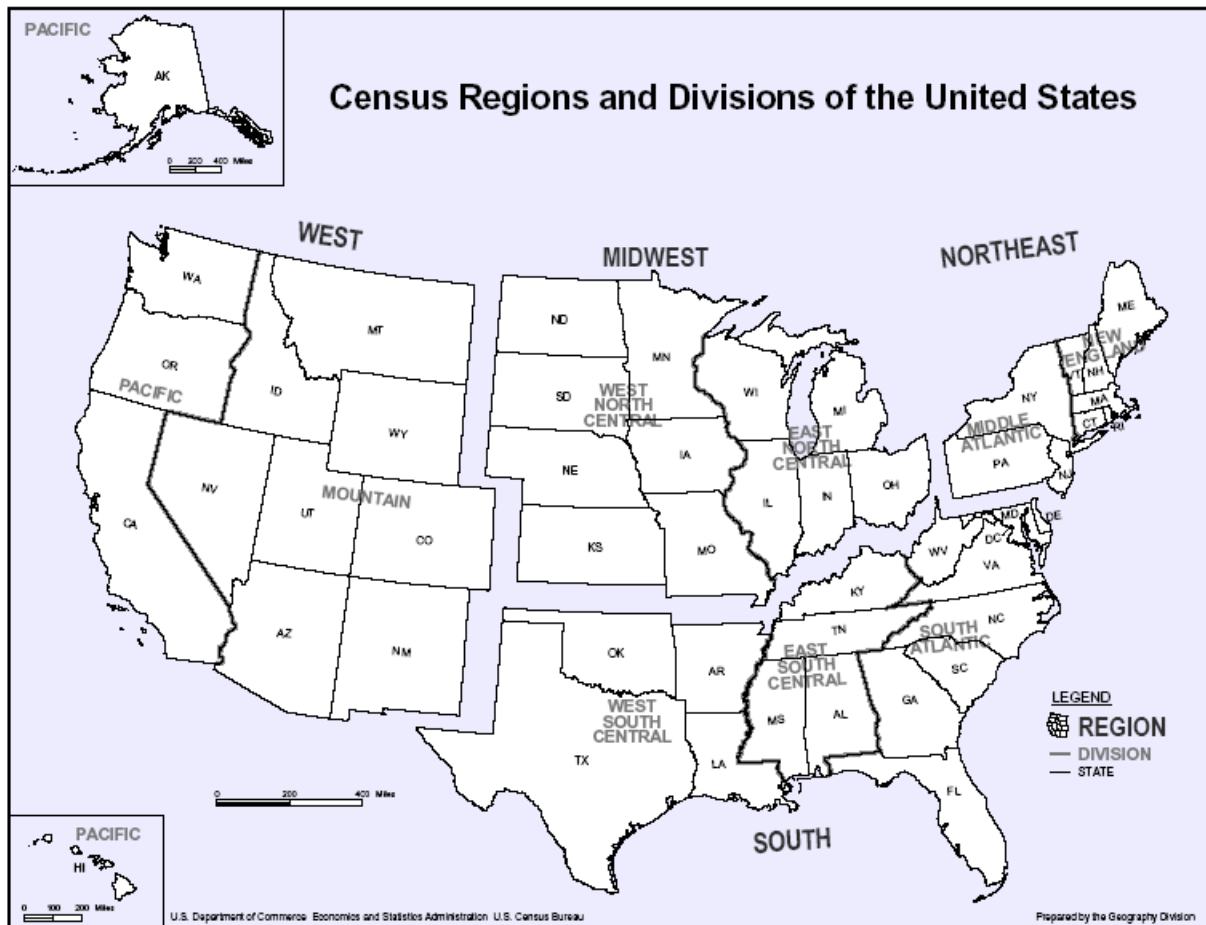 PACIFIC
AK
0 200 400 Miles
Census Regions and Divisions of the United States
WEST
MIDWEST
NORTHEAST
WA
MT
ND
MN
ME
OR
ID
SD
WI
MI
NY
VT
NH
NEW
ENGLAND
MA
CT
RI
PACIFIC
WY
WEST
NORTH
CENTRAL
EAST
NORTH
CENTRAL
MIDDLE
ATLANTIC
PA
NJ
NE
IA
IL
IN
OH
NV
UT
MOUNTAIN
CO
CA
KS
MO
WV
MD
DE
DC
VA
KY
AZ
NM
OK
AR
TN
NC
EAST
SOUTH
CENTRAL
SOUTH
ATLANTIC
SC
WEST
SOUTH
CENTRAL
MS
AL
GA
TX
LA
FL
LEGEND
REGION
DIVISION
STATE
0 200 400 Miles
SOUTH
PACIFIC
HI
0 100 200 Miles
U.S. Department of Commerce Economics and Statistics Administration U.S. Census Bureau
Prepared by the Geography Division